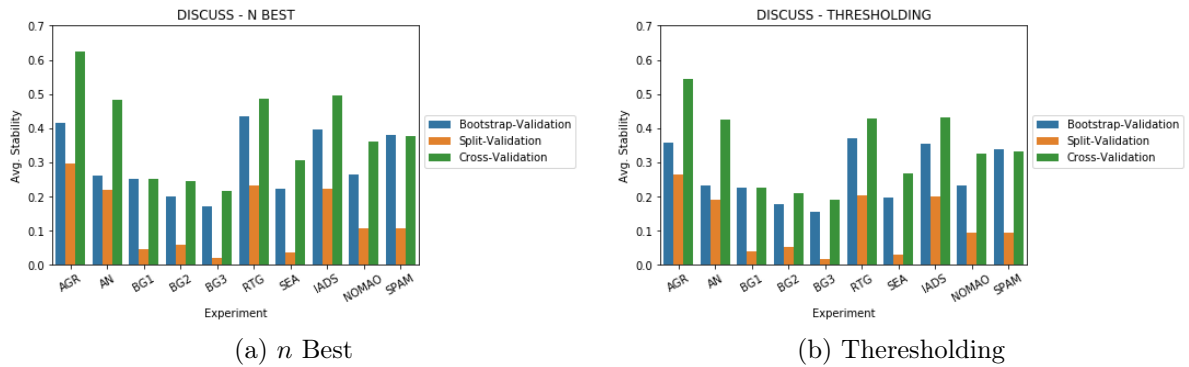 DISCUSS - N BEST
0.7
0.6
0.5
0.4
0.3
0.2
0.1
0.0
Avg. Stability
AGR AN BG1 BG2 BG3 RTG SEA IADS NOMAO SPAM
Experiment
Bootstrap-Validation
Split-Validation
Cross-Validation
(a) n Best
DISCUSS - THRESHOLDING
0.7
0.6
0.5
0.4
0.3
0.2
0.1
0.0
Avg. Stability
AGR AN BG1 BG2 BG3 RTG SEA IADS NOMAO SPAM
Experiment
Bootstrap-Validation
Split-Validation
Cross-Validation
(b) Theresholding